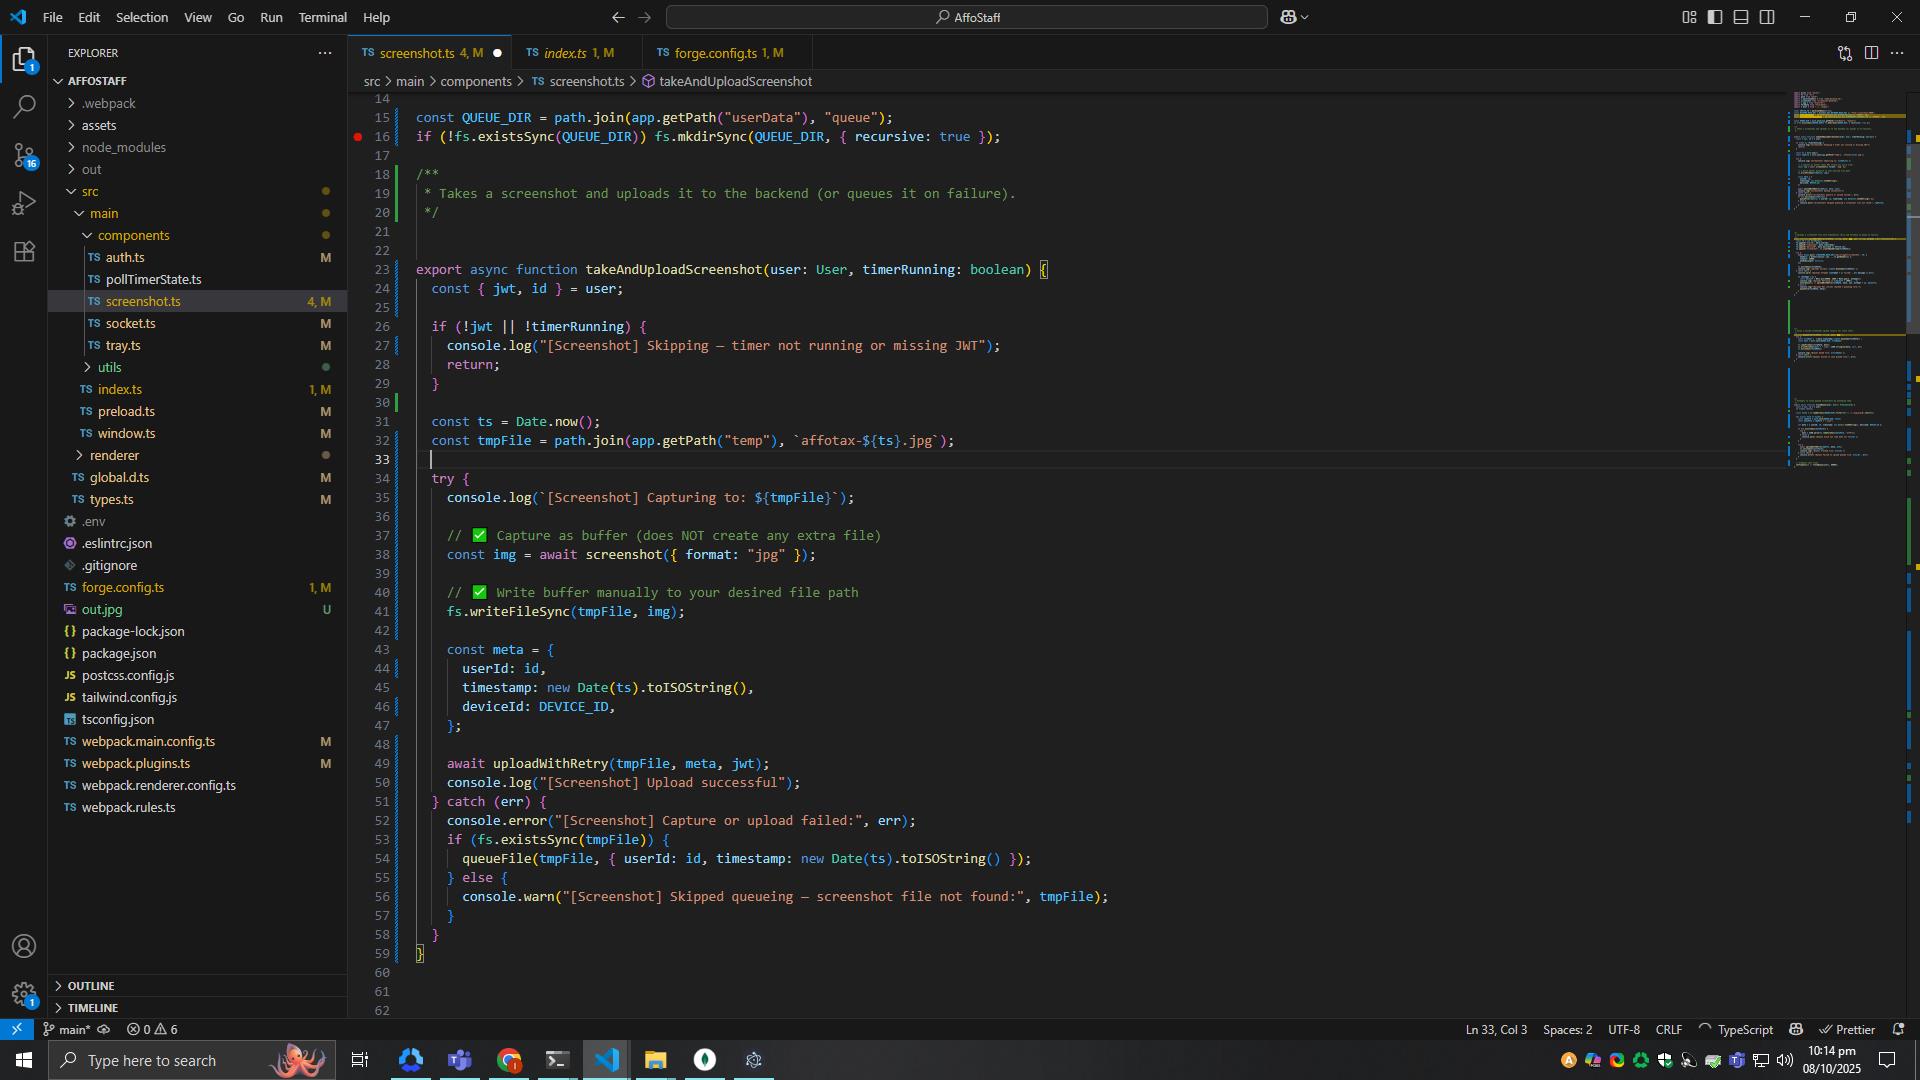 File Edit Selection View Go Run Terminal Help
AffoStaff
EXPLORER
AFFOSTAFF
.webpack
assets
node_modules
out
src
main
components
TS auth.ts M
TS pollTimerState.ts
TS screenshot.ts 4, M
TS socket.ts M
TS tray.ts M
utils
TS index.ts 1, M
TS preload.ts M
TS window.ts M
renderer
TS global.d.ts M
TS types.ts M
.env
.eslintrc.json
.gitignore
TS forge.config.ts 1, M
out.jpg U
{} package-lock.json
{} package.json
JS postcss.config.js
JS tailwind.config.js
tsconfig.json
TS webpack.main.config.ts M
TS webpack.plugins.ts M
TS webpack.renderer.config.ts
TS webpack.rules.ts
OUTLINE
TIMELINE
1
16
1
TS screenshot.ts 4, M
TS index.ts 1, M
TS forge.config.ts 1, M
src > main > components > TS screenshot.ts > takeAndUploadScreenshot
14
15 const QUEUE_DIR = path.join(app.getPath("userData"), "queue");
16 if (!fs.existsSync(QUEUE_DIR)) fs.mkdirSync(QUEUE_DIR, { recursive: true });
17
18 /**
19 * Takes a screenshot and uploads it to the backend (or queues it on failure).
20 */
21
22
23 export async function takeAndUploadScreenshot(user: User, timerRunning: boolean) {
24 const { jwt, id } = user;
25
26 if (!jwt || !timerRunning) {
27 console.log("[Screenshot] Skipping — timer not running or missing JWT");
28 return;
29 }
30
31 const ts = Date.now();
32 const tmpFile = path.join(app.getPath("temp"), `affotax-${ts}.jpg`);
33
34 try {
35 console.log(`[Screenshot] Capturing to: ${tmpFile}`);
36
37 // ✅ Capture as buffer (does NOT create any extra file)
38 const img = await screenshot({ format: "jpg" });
39
40 // ✅ Write buffer manually to your desired file path
41 fs.writeFileSync(tmpFile, img);
42
43 const meta = {
44 userId: id,
45 timestamp: new Date(ts).toISOString(),
46 deviceId: DEVICE_ID,
47 };
48
49 await uploadWithRetry(tmpFile, meta, jwt);
50 console.log("[Screenshot] Upload successful");
51 } catch (err) {
52 console.error("[Screenshot] Capture or upload failed:", err);
53 if (fs.existsSync(tmpFile)) {
54 queueFile(tmpFile, { userId: id, timestamp: new Date(ts).toISOString() });
55 } else {
56 console.warn("[Screenshot] Skipped queueing — screenshot file not found:", tmpFile);
57 }
58 }
59 }
60
61
62
main* 0 6
Ln 33, Col 3 Spaces: 2 UTF-8 CRLF TypeScript Prettier
Type here to search
10:14 pm
08/10/2025